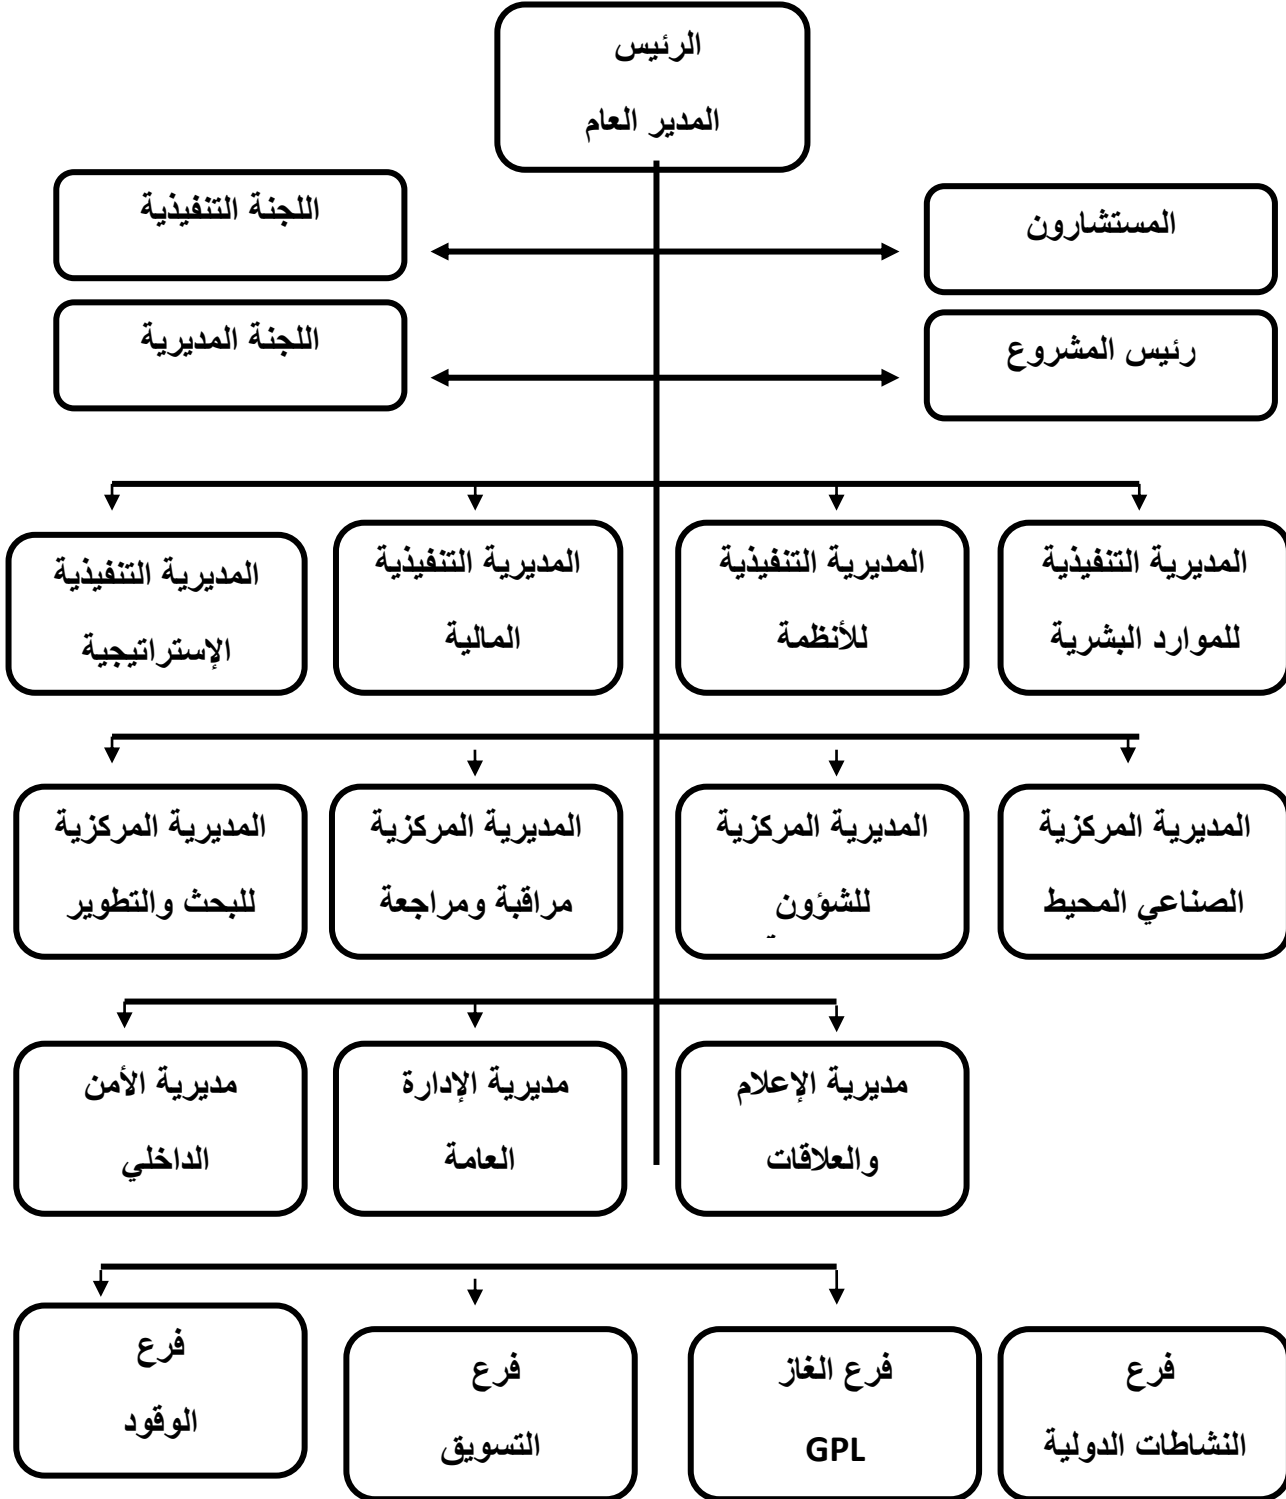 الرئيس
المدير العام
المستشارون
اللجنة التنفيذية
رئيس المشروع
اللجنة المديرية
المديرية التنفيذية
للموارد البشرية
المديرية التنفيذية
للأنظمة
المديرية التنفيذية
المالية
المديرية التنفيذية
الإستراتيجية
المديرية المركزية
الصناعي المحيط
المديرية المركزية
للشؤون
المديرية المركزية
مراقبة ومراجعة
المديرية المركزية
للبحث والتطوير
مديرية الإعلام
والعلاقات
مديرية الإدارة
العامة
مديرية الأمن
الداخلي
فرع
النشاطات الدولية
فرع الغاز
GPL
فرع
التسويق
فرع
الوقود